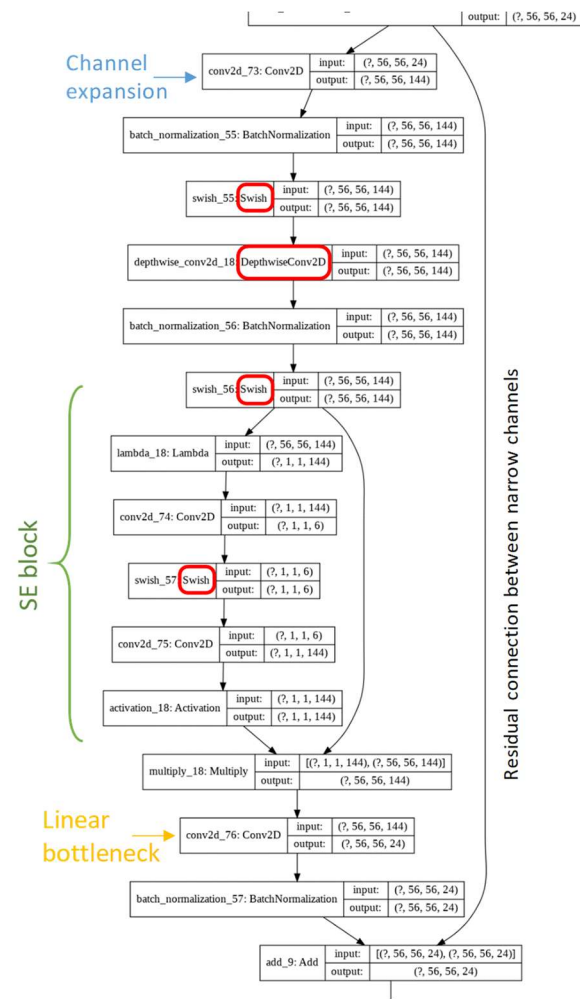 output: (?, 56, 56, 24)
Channel
expansion
conv2d_73: Conv2D
input: (?, 56, 56, 24)
output: (?, 56, 56, 144)
batch_normalization_55: BatchNormalization
input: (?, 56, 56, 144)
output: (?, 56, 56, 144)
swish_55: Swish
input: (?, 56, 56, 144)
output: (?, 56, 56, 144)
depthwise_conv2d_18: DepthwiseConv2D
input: (?, 56, 56, 144)
output: (?, 56, 56, 144)
batch_normalization_56: BatchNormalization
input: (?, 56, 56, 144)
output: (?, 56, 56, 144)
swish_56: Swish
input: (?, 56, 56, 144)
output: (?, 56, 56, 144)
SE block
lambda_18: Lambda
input: (?, 56, 56, 144)
output: (?, 1, 1, 144)
conv2d_74: Conv2D
input: (?, 1, 1, 144)
output: (?, 1, 1, 6)
swish_57: Swish
input: (?, 1, 1, 6)
output: (?, 1, 1, 6)
conv2d_75: Conv2D
input: (?, 1, 1, 6)
output: (?, 1, 1, 144)
activation_18: Activation
input: (?, 1, 1, 144)
output: (?, 1, 1, 144)
Residual connection between narrow channels
multiply_18: Multiply
input: [(?, 1, 1, 144), (?, 56, 56, 144)]
output: (?, 56, 56, 144)
Linear
bottleneck
conv2d_76: Conv2D
input: (?, 56, 56, 144)
output: (?, 56, 56, 24)
batch_normalization_57: BatchNormalization
input: (?, 56, 56, 24)
output: (?, 56, 56, 24)
add_9: Add
input: [(?, 56, 56, 24), (?, 56, 56, 24)]
output: (?, 56, 56, 24)